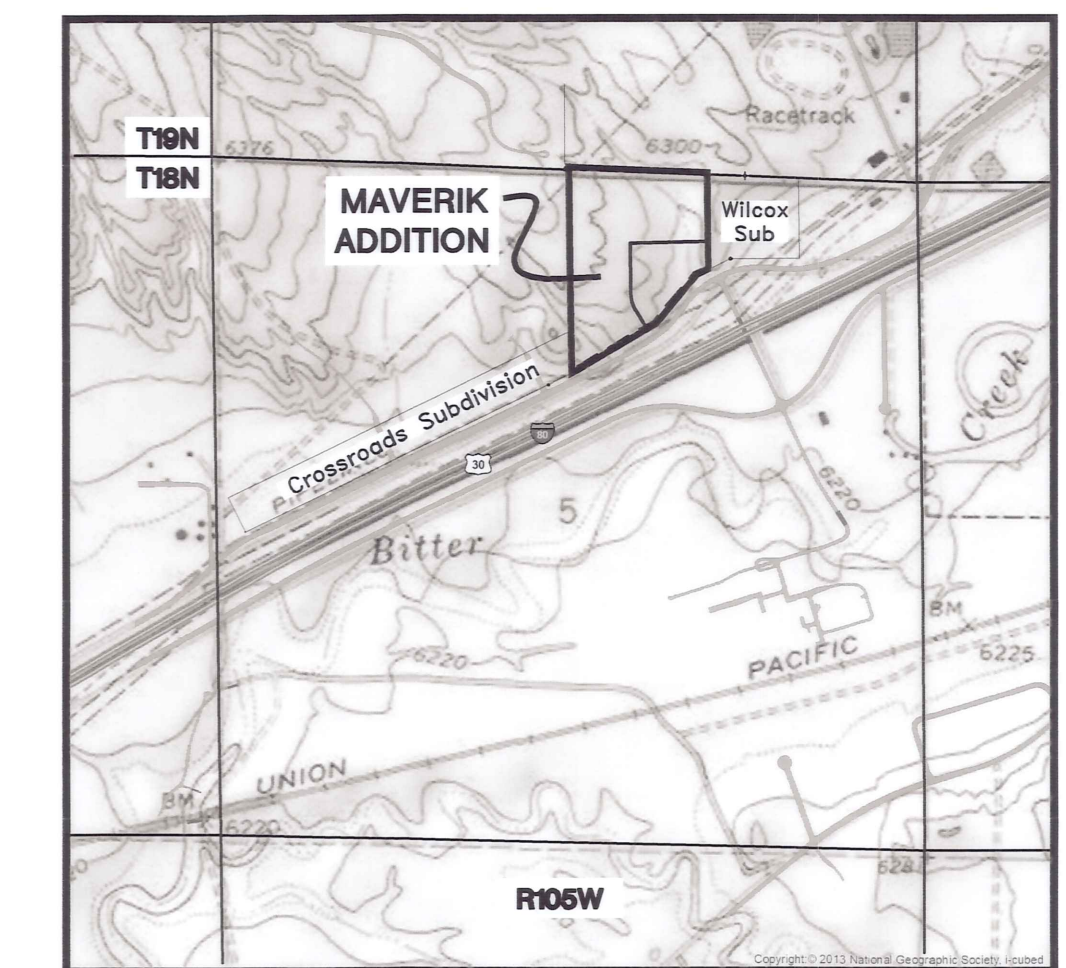 Racetrack
T19N
6376
6300
T18N
MAVERIK
ADDITION
Wilcox
Sub
Crossroads Subdivision
80
30
Creek
6220
5
Bitter
BM
6225
6220
PACIFIC
UNION
BM
6220
R105W
Copyright:© 2013 National Geographic Society, i-cubed